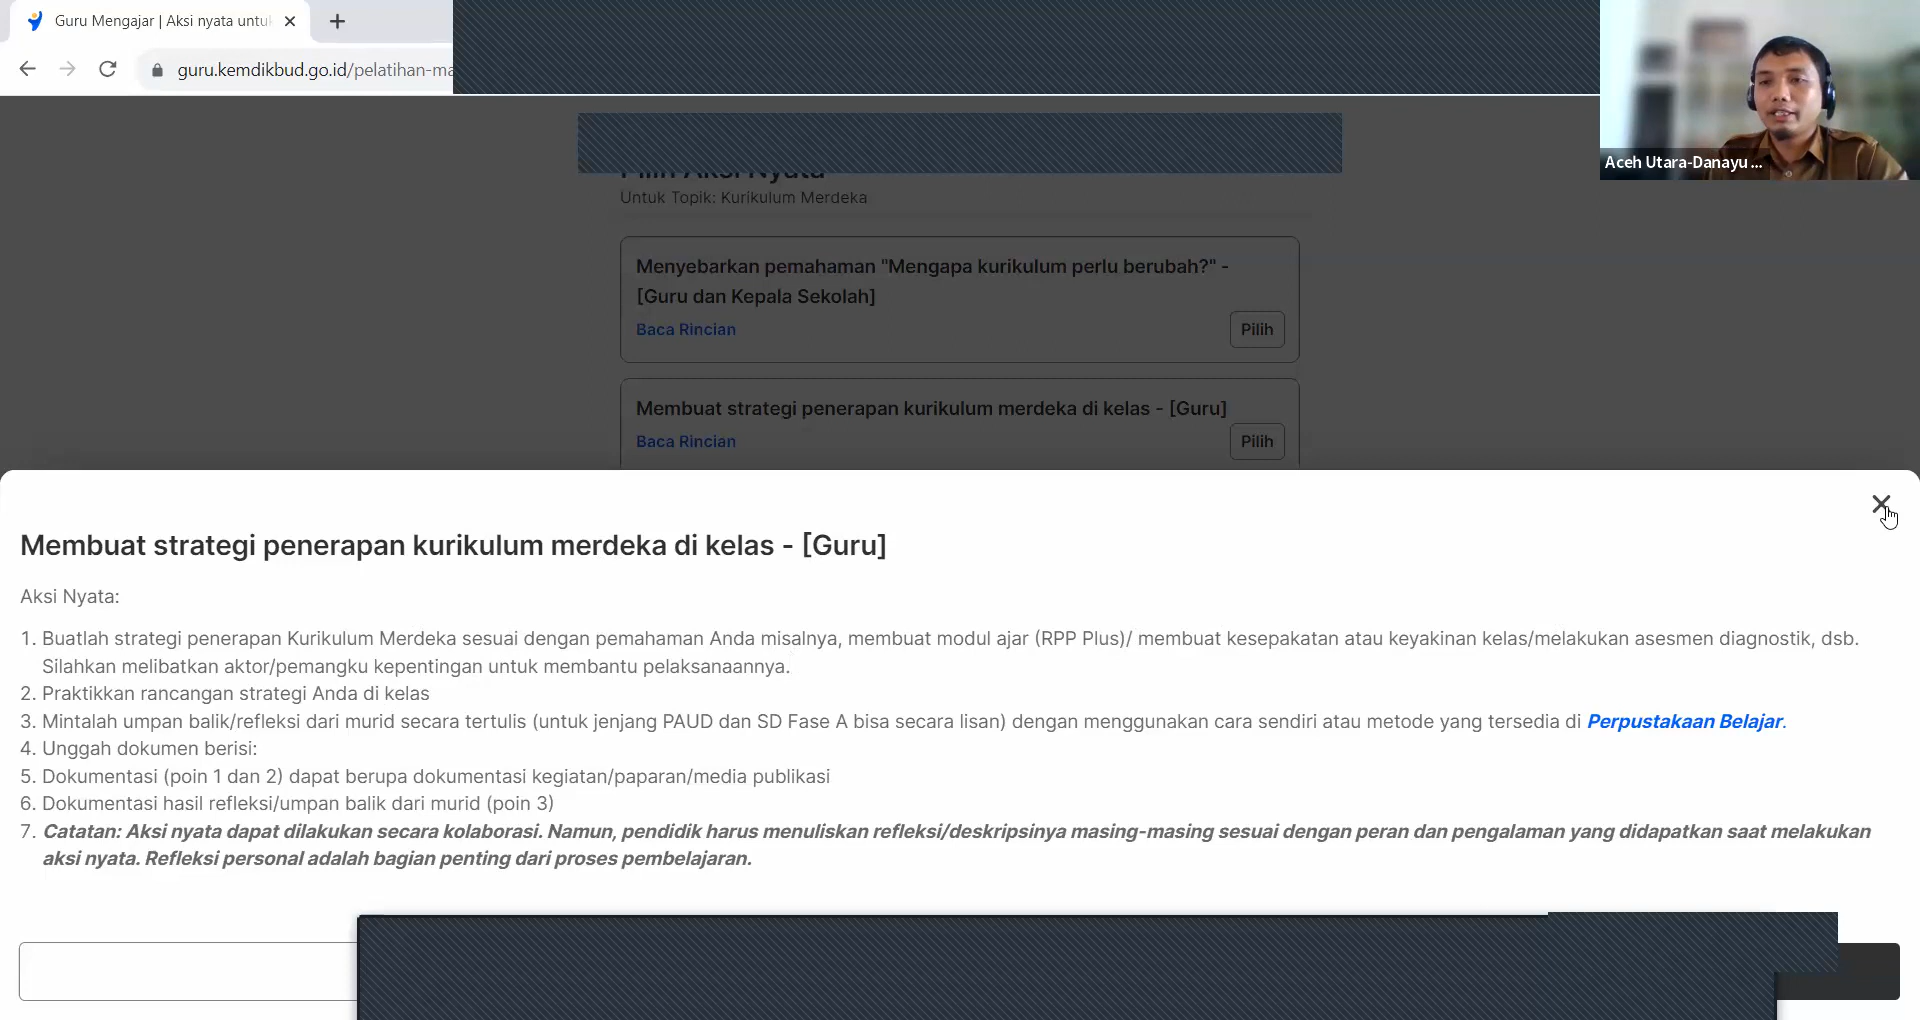 Guru Mengajar | Aksi nyata untu
guru.kemdikbud.go.id/pelatihan-ma
Aceh Utara-Danayu ...
Pilih Aksi Nyata
Untuk Topik: Kurikulum Merdeka
Menyebarkan pemahaman "Mengapa kurikulum perlu berubah?" -
[Guru dan Kepala Sekolah]
Baca Rincian
Pilih
Membuat strategi penerapan kurikulum merdeka di kelas - [Guru]
Baca Rincian
Pilih
Membuat strategi penerapan kurikulum merdeka di kelas - [Guru]
Aksi Nyata:
1. Buatlah strategi penerapan Kurikulum Merdeka sesuai dengan pemahaman Anda misalnya, membuat modul ajar (RPP Plus)/ membuat kesepakatan atau keyakinan kelas/melakukan asesmen diagnostik, dsb.
Silahkan melibatkan aktor/pemangku kepentingan untuk membantu pelaksanaannya.
2. Praktikkan rancangan strategi Anda di kelas
3. Mintalah umpan balik/refleksi dari murid secara tertulis (untuk jenjang PAUD dan SD Fase A bisa secara lisan) dengan menggunakan cara sendiri atau metode yang tersedia di Perpustakaan Belajar.
4. Unggah dokumen berisi:
5. Dokumentasi (poin 1 dan 2) dapat berupa dokumentasi kegiatan/paparan/media publikasi
6. Dokumentasi hasil refleksi/umpan balik dari murid (poin 3)
7. Catatan: Aksi nyata dapat dilakukan secara kolaborasi. Namun, pendidik harus menuliskan refleksi/deskripsinya masing-masing sesuai dengan peran dan pengalaman yang didapatkan saat melakukan
aksi nyata. Refleksi personal adalah bagian penting dari proses pembelajaran.